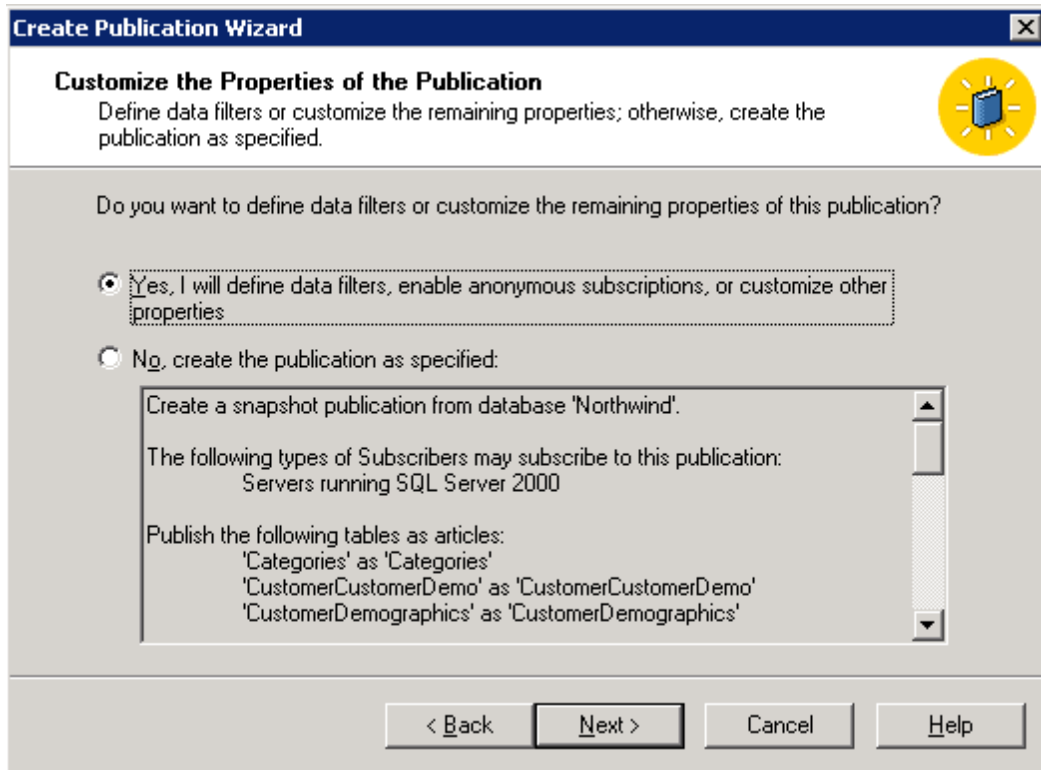 Create Publication Wizard
Customize the Properties of the Publication
Define data filters or customize the remaining properties; otherwise, create the
publication as specified.
Do you want to define data filters or customize the remaining properties of this publication?
Yes, I will define data filters, enable anonymous subscriptions, or customize other
properties
No, create the publication as specified:
Create a snapshot publication from database 'Northwind'.
The following types of Subscribers may subscribe to this publication:
Servers running SQL Server 2000
Publish the following tables as articles:
'Categories' as 'Categories'
'CustomerCustomerDemo' as 'CustomerCustomerDemo'
'CustomerDemographics' as 'CustomerDemographics'
< Back Next > Cancel Help